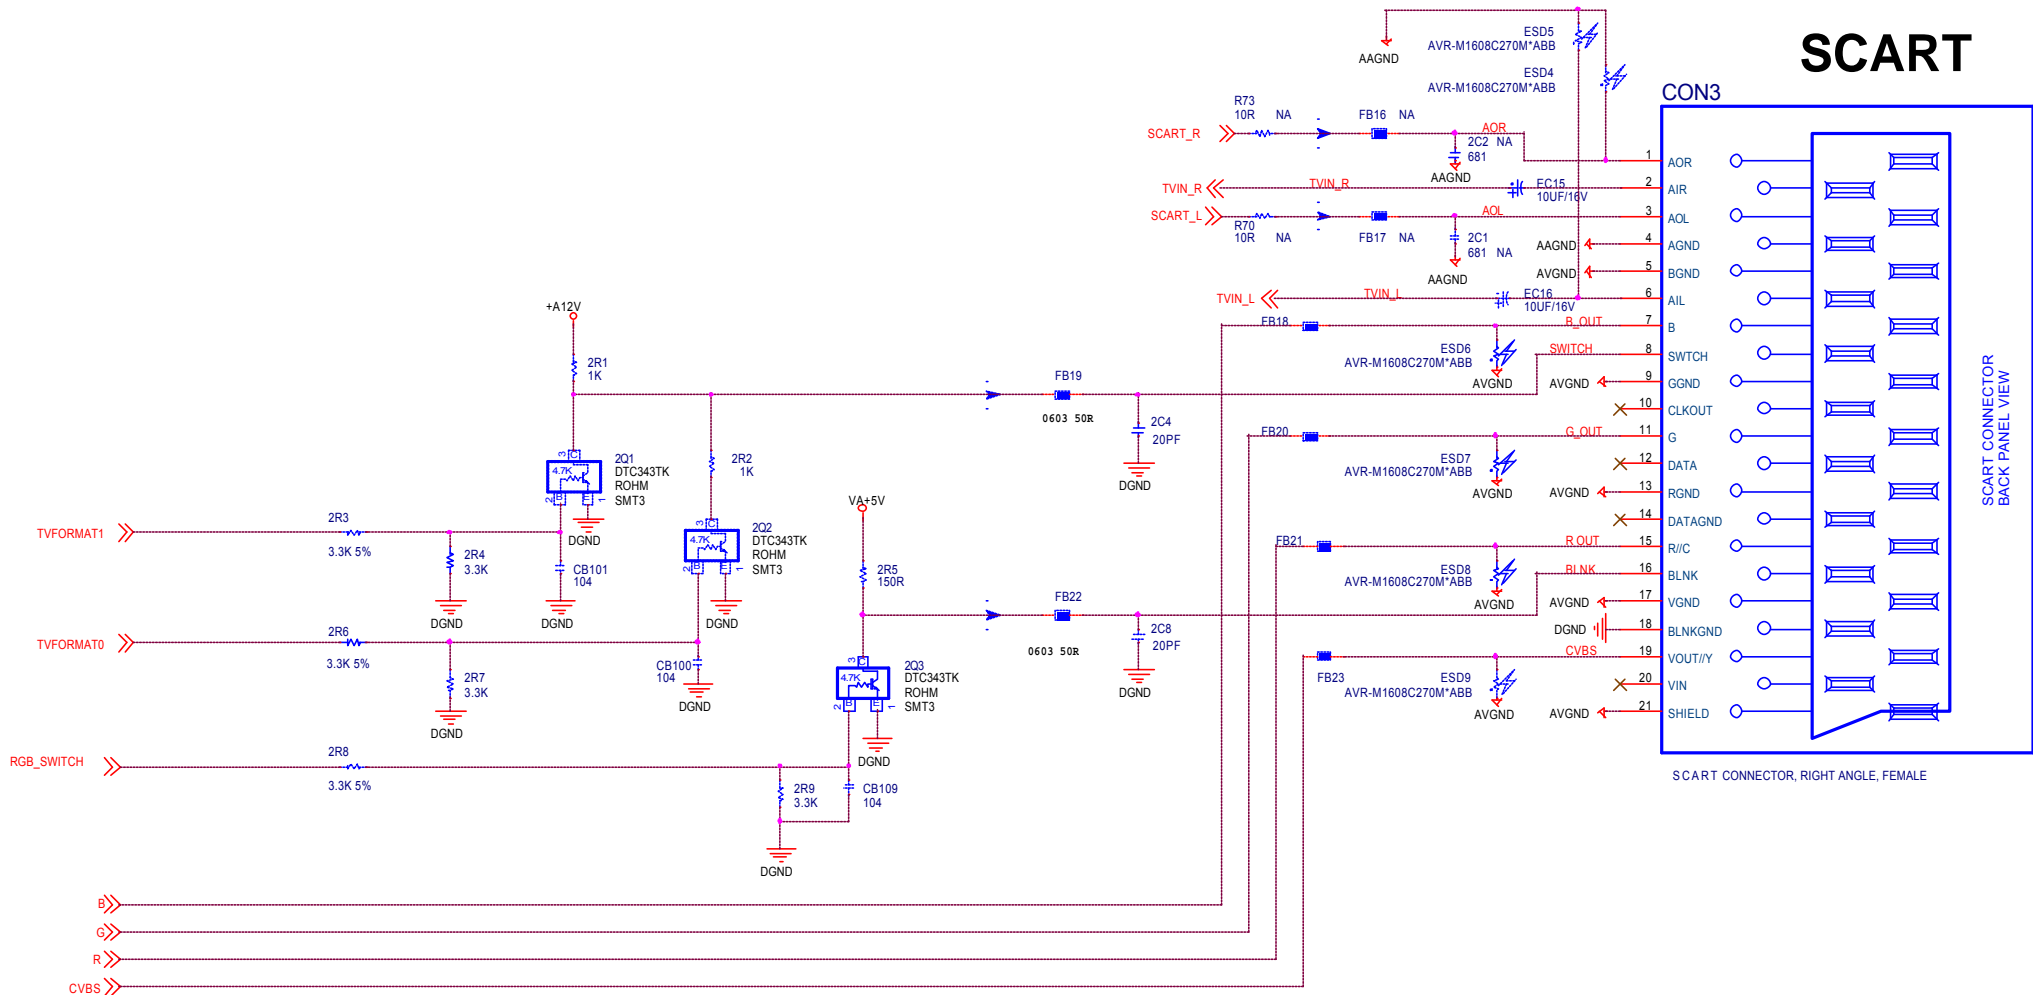 SCART
ESD5
AVR-M1608C270M*ABB
AAGND
ESD4
AVR-M1608C270M*ABB
CON3
R73
10R NA
FB16 NA
SCART_R
AOR
2C2 NA
681
AAGND
1 AOR
TVIN_R
TVIN_R
EC15
10UF/16V
2 AIR
SCART_L
AOL
3 AOL
R70
10R NA
FB17 NA
2C1
681 NA
AAGND
AAGND
4 AGND
AVGND
5 BGND
TVIN_L
TVIN_L
EC16
10UF/16V
6 AIL
+A12V
FB18
B_OUT
7 B
ESD6
AVR-M1608C270M*ABB
AVGND
SWITCH
8 SWTCH
2R1
1K
FB19
0603 50R
AVGND
9 GGND
10 CLKOUT
2C4
20PF
DGND
FB20
G_OUT
11 G
ESD7
AVR-M1608C270M*ABB
AVGND
12 DATA
AVGND
13 RGND
14 DATAGND
SCART CONNECTOR
BACK PANEL VIEW
3 C
4.7K
2 B E 1
2Q1
DTC343TK
ROHM
SMT3
DGND
2R2
1K
VA+5V
TVFORMAT1
2R3
3.3K 5%
2R4
3.3K
DGND
CB101
104
DGND
3 C
4.7K
2 B E 1
2Q2
DTC343TK
ROHM
SMT3
DGND
2R5
150R
FB21
R OUT
15 R//C
ESD8
AVR-M1608C270M*ABB
AVGND
BLNK
16 BLNK
FB22
0603 50R
AVGND
17 VGND
2C8
20PF
DGND
DGND
18 BLNKGND
TVFORMAT0
2R6
3.3K 5%
2R7
3.3K
DGND
CB100
104
DGND
3 C
4.7K
2 B E 1
2Q3
DTC343TK
ROHM
SMT3
DGND
CVBS
19 VOUT//Y
FB23
ESD9
AVR-M1608C270M*ABB
AVGND
20 VIN
AVGND
21 SHIELD
RGB_SWITCH
2R8
3.3K 5%
2R9
3.3K
CB109
104
DGND
SCART CONNECTOR, RIGHT ANGLE, FEMALE
B
G
R
CVBS